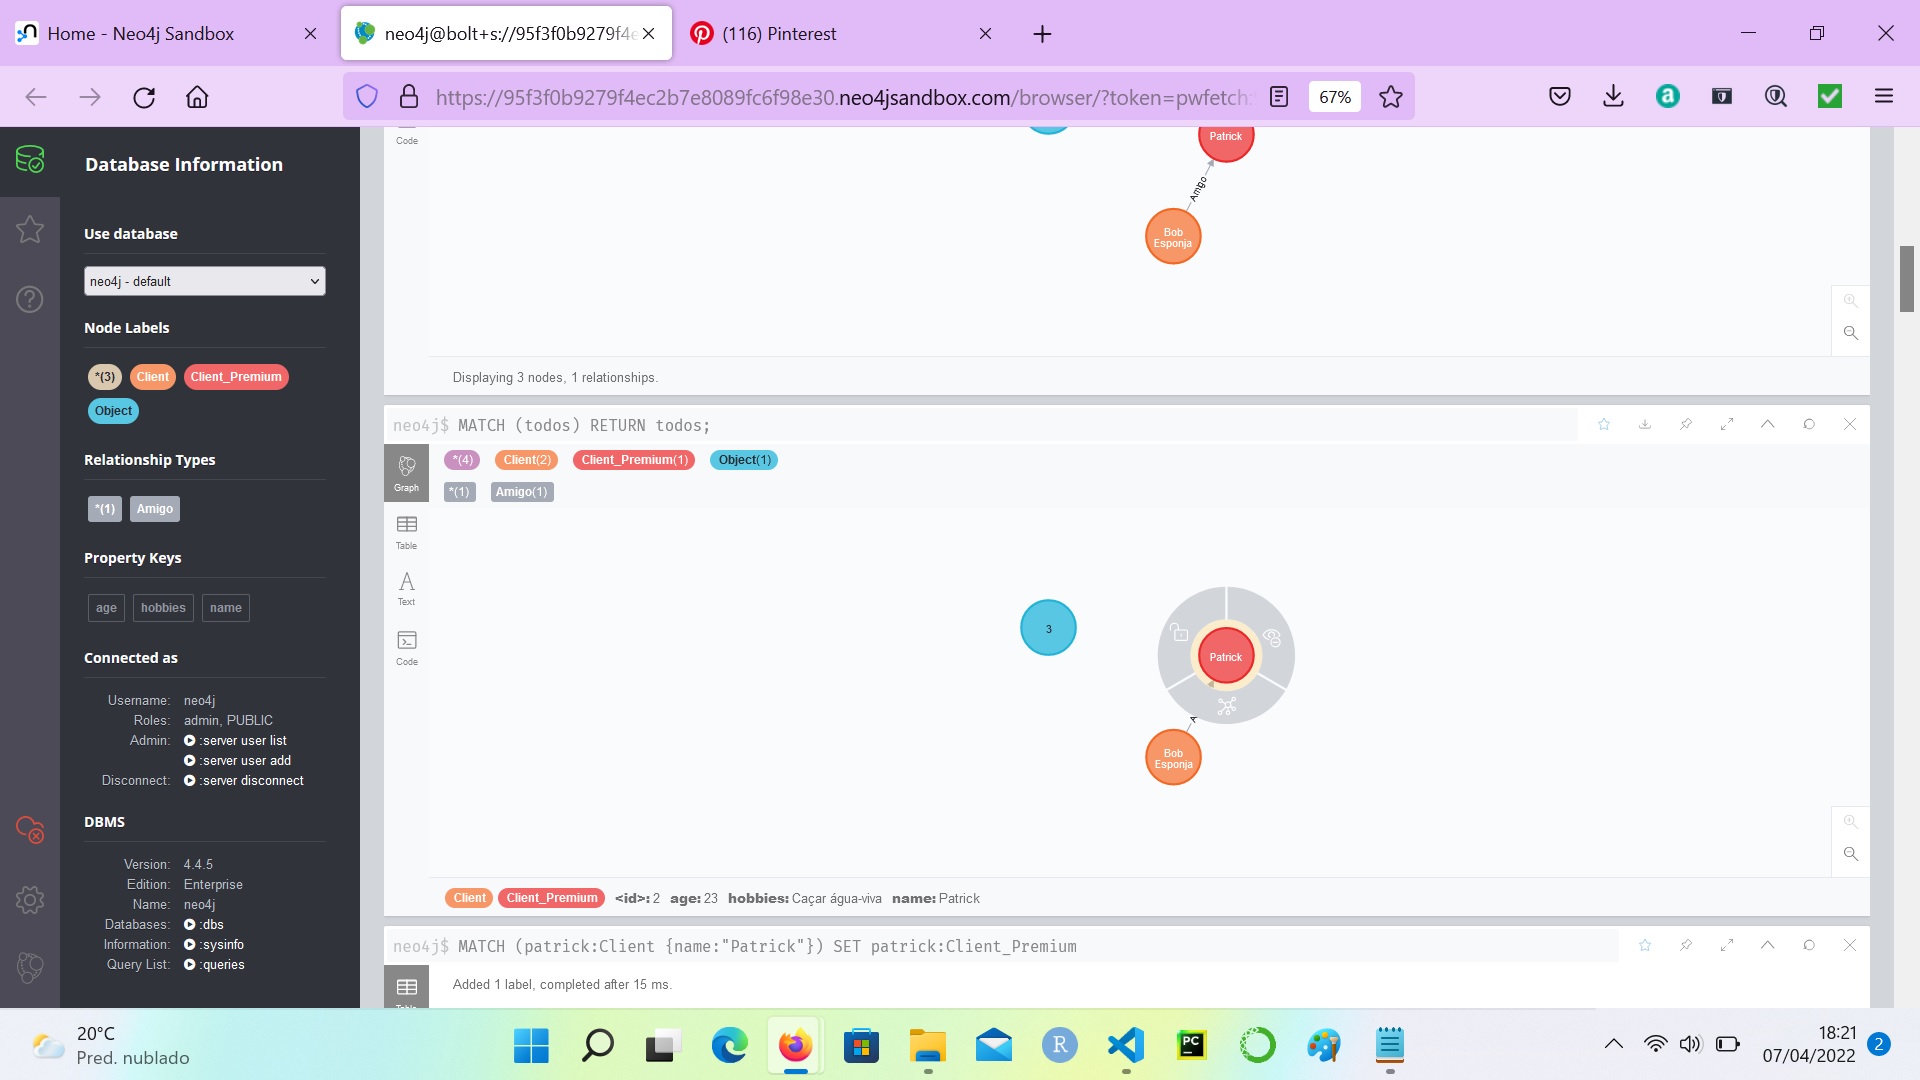 Home - Neo4j Sandbox
neo4j@bolt+s://95f3f0b9279f4e
(116) Pinterest
https://95f3f0b9279f4ec2b7e8089fc6f98e30.neo4jsandbox.com/browser/?token=pwfetch:
67%
Database Information
Use database
neo4j - default
Node Labels
*(3) Client Client_Premium
Object
Relationship Types
*(1) Amigo
Property Keys
age hobbies name
Connected as
Username: neo4j
Roles: admin, PUBLIC
Admin: :server user list
:server user add
Disconnect: :server disconnect
DBMS
Version: 4.4.5
Edition: Enterprise
Name: neo4j
Databases: :dbs
Information: :sysinfo
Query List: :queries
Code
Patrick
Amigo
Bob
Esponja
Displaying 3 nodes, 1 relationships.
neo4j$ MATCH (todos) RETURN todos;
Graph
*(4) Client(2) Client_Premium(1) Object(1)
*(1) Amigo(1)
Table
Text
Code
3
Patrick
A
Bob
Esponja
Client Client_Premium <id>: 2 age: 23 hobbies: Caçar água-viva name: Patrick
neo4j$ MATCH (patrick:Client {name:"Patrick"}) SET patrick:Client_Premium
Added 1 label, completed after 15 ms.
Table
20°C
Pred. nublado
R
PC
18:21
07/04/2022
2